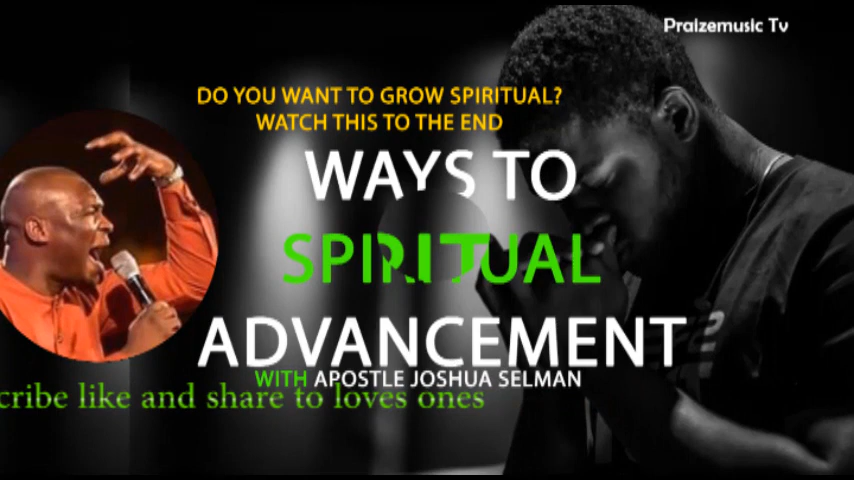 Praizemusic Tv
DO YOU WANT TO GROW SPIRITUAL?
WATCH THIS TO THE END
WAYS TO
SPIRITUAL
ADVANCEMENT
WITH APOSTLE JOSHUA SELMAN
cribe like and share to loves ones